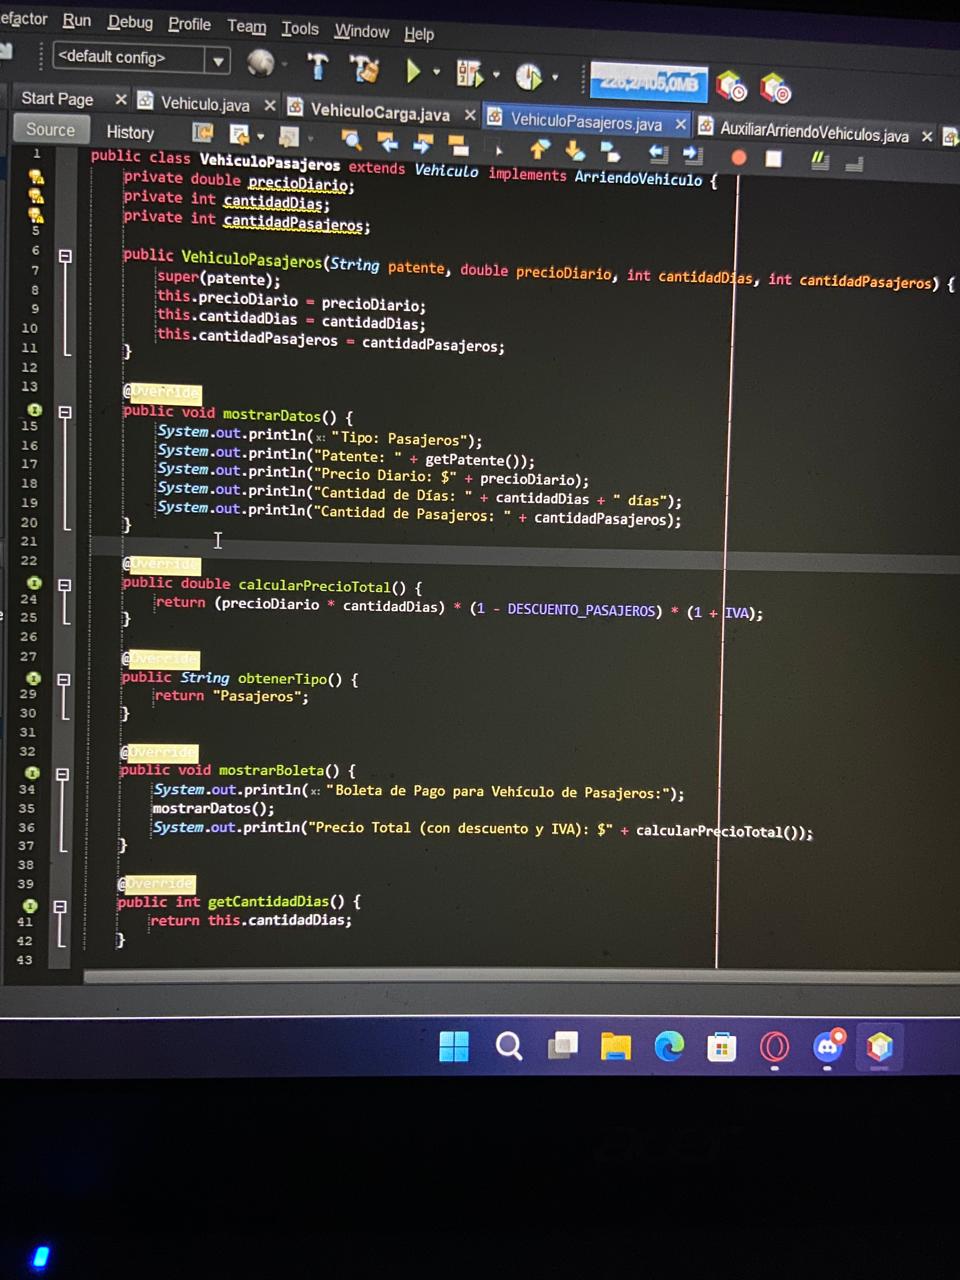 efactor Run Debug Profile Team Tools Window Help
<default config>
Start Page Vehiculo.java VehiculoCarga.java VehiculoPasajeros.java AuxiliarArriendoVehiculos.java
Source History
1 public class VehiculoPasajeros extends Vehiculo implements ArriendoVehiculo {
private double precioDiario;
private int cantidadDias;
private int cantidadPasajeros;
5
6 public VehiculoPasajeros(String patente, double precioDiario, int cantidadDias, int cantidadPasajeros) {
7 super(patente);
8 this.precioDiario = precioDiario;
9 this.cantidadDias = cantidadDias;
10 this.cantidadPasajeros = cantidadPasajeros;
11 }
12
13 @Override
public void mostrarDatos() {
15 System.out.println(x: "Tipo: Pasajeros");
16 System.out.println("Patente: " + getPatente());
17 System.out.println("Precio Diario: $" + precioDiario);
18 System.out.println("Cantidad de Días: " + cantidadDias + " días");
19 System.out.println("Cantidad de Pasajeros: " + cantidadPasajeros);
20 }
21
22 @Override
public double calcularPrecioTotal() {
24 return (precioDiario * cantidadDias) * (1 - DESCUENTO_PASAJEROS) * (1 + IVA);
25 }
26
27 @Override
public String obtenerTipo() {
29 return "Pasajeros";
30 }
31
32 @Override
public void mostrarBoleta() {
34 System.out.println(x: "Boleta de Pago para Vehículo de Pasajeros:");
35 mostrarDatos();
36 System.out.println("Precio Total (con descuento y IVA): $" + calcularPrecioTotal());
37 }
38
39 @Override
public int getCantidadDias() {
41 return this.cantidadDias;
42 }
43
acer